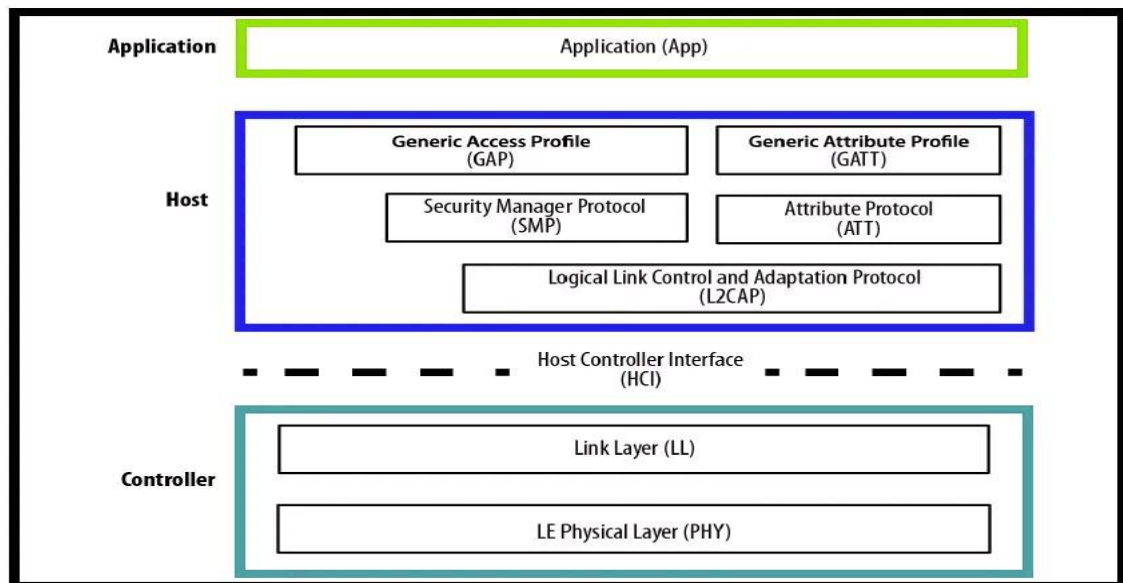 Application
Application (App)
Host
Generic Access Profile
(GAP)
Generic Attribute Profile
(GATT)
Security Manager Protocol
(SMP)
Attribute Protocol
(ATT)
Logical Link Control and Adaptation Protocol
(L2CAP)
Host Controller Interface
(HCI)
Controller
Link Layer (LL)
LE Physical Layer (PHY)